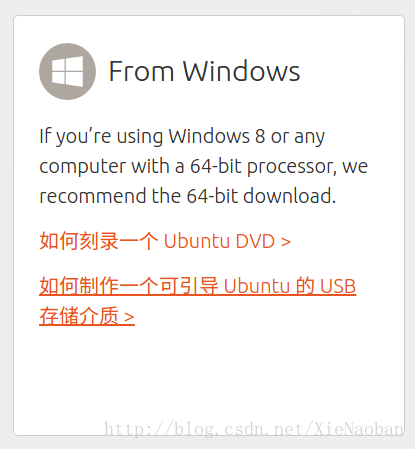 From Windows
If you’re using Windows 8 or any
computer with a 64-bit processor, we
recommend the 64-bit download.
如何刻录一个 Ubuntu DVD >
如何制作一个可引导 Ubuntu 的 USB
存储介质 >
http://blog.csdn.net/XieNaoban